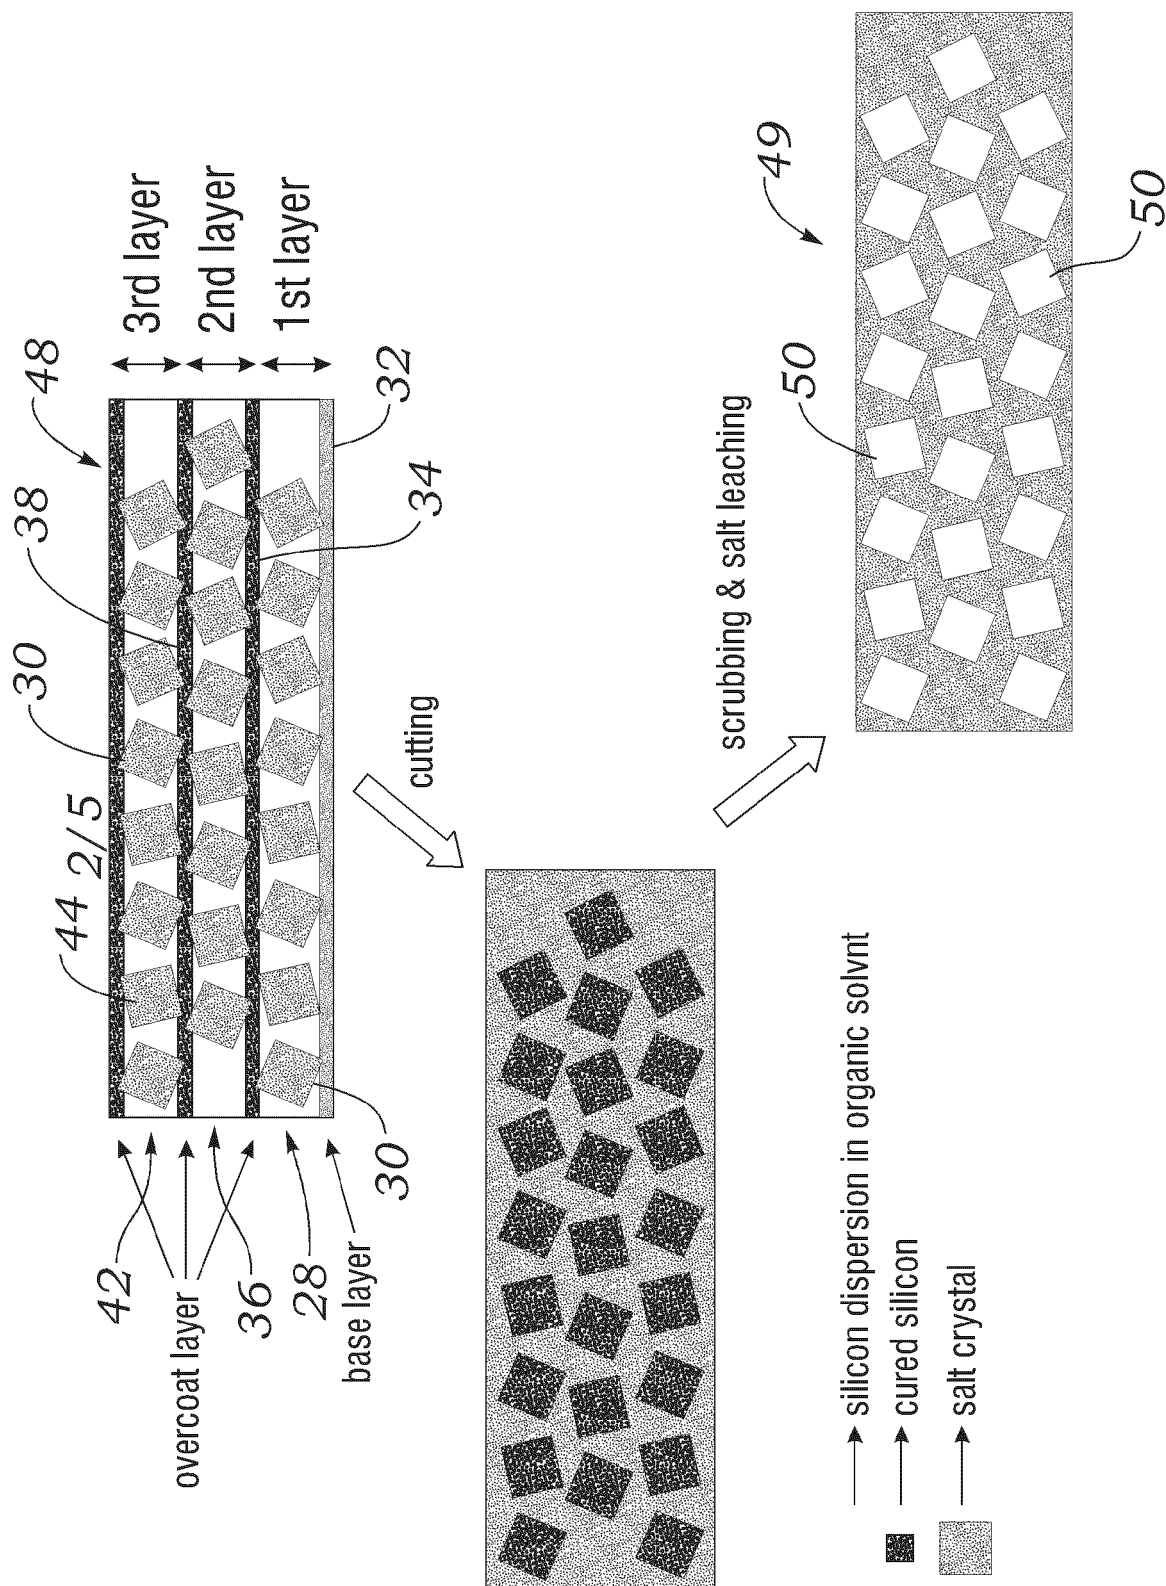 44 2/5
30
38
48
3rd layer
2nd layer
1st layer
42
overcoat layer
36
28
base layer
30
34
32
cutting
scrubbing & salt leaching
49
50
50
silicon dispersion in organic solvnt
cured silicon
salt crystal